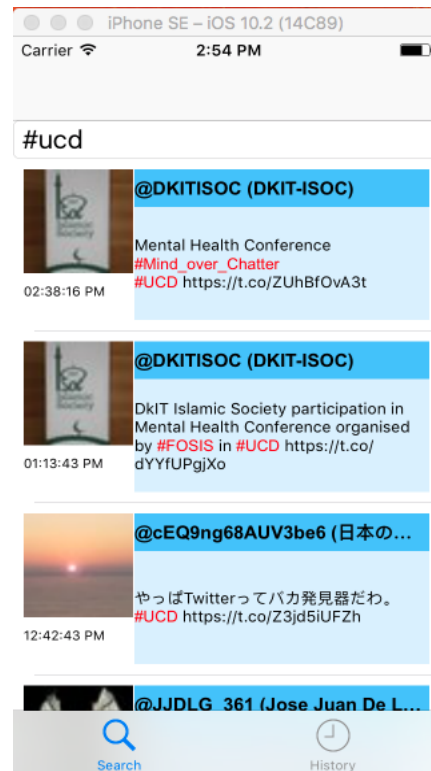 iPhone SE – iOS 10.2 (14C89)
Carrier 2:54 PM
#ucd
@DKITISOC (DKIT-ISOC)
Mental Health Conference
#Mind_over_Chatter
#UCD https://t.co/ZUhBfOvA3t
02:38:16 PM
@DKITISOC (DKIT-ISOC)
DkIT Islamic Society participation in
Mental Health Conference organised
by #FOSIS in #UCD https://t.co/
dYYfUPgjXo
01:13:43 PM
@cEQ9ng68AUV3be6 (日本の...
やっぱTwitterってバカ発見器だわ。
#UCD https://t.co/Z3jd5iUFZh
12:42:43 PM
@JJDLG_361 (Jose Juan De L...
Search
History